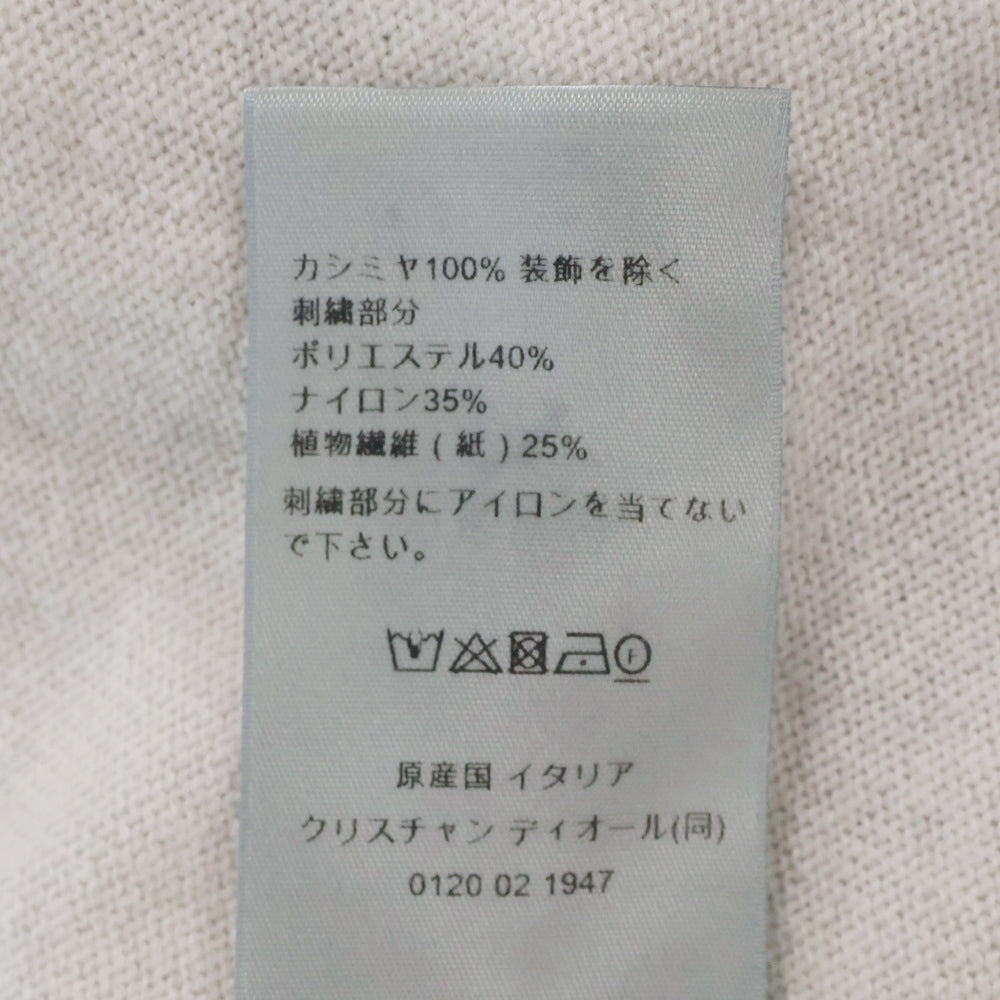 カシミヤ100% 装飾を除く
刺繍部分
ポリエステル40%
ナイロン35%
植物繊維 ( 紙 ) 25%
刺繍部分にアイロンを当てない
で下さい。
F
原産国 イタリア
クリスチャン ディオール(同)
0120 02 1947